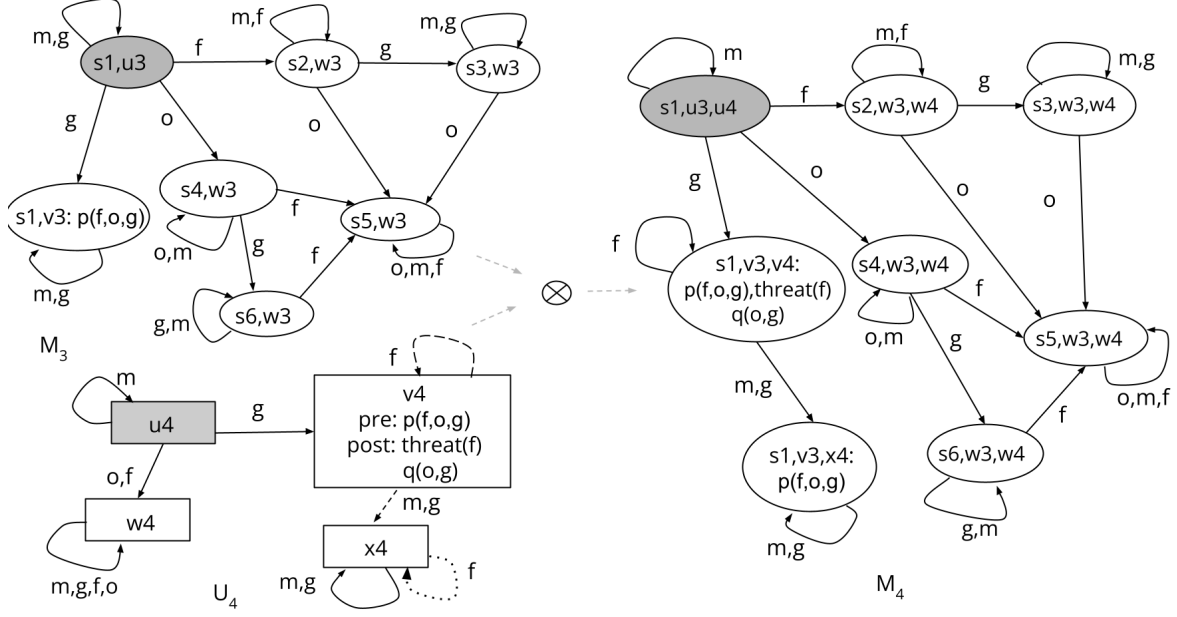 m,g
s1,u3
f
m,f
s2,w3
g
m,g
s3,w3
g
o
o
o
s1,v3: p(f,o,g)
m,g
s4,w3
o,m
f
g
s5,w3
o,m,f
f
g,m
s6,w3
M3
⊗
m
u4
g
o,f
w4
m,g,f,o
f
v4
pre: p(f,o,g)
post: threat(f)
q(o,g)
m,g
x4
m,g
f
U4
m
s1,u3,u4
f
m,f
s2,w3,w4
g
m,g
s3,w3,w4
g
o
o
o
f
s1,v3,v4:
p(f,o,g),threat(f)
q(o,g)
s4,w3,w4
o,m
f
g
s5,w3,w4
o,m,f
m,g
s1,v3,x4:
p(f,o,g)
m,g
s6,w3,w4
f
g,m
M4